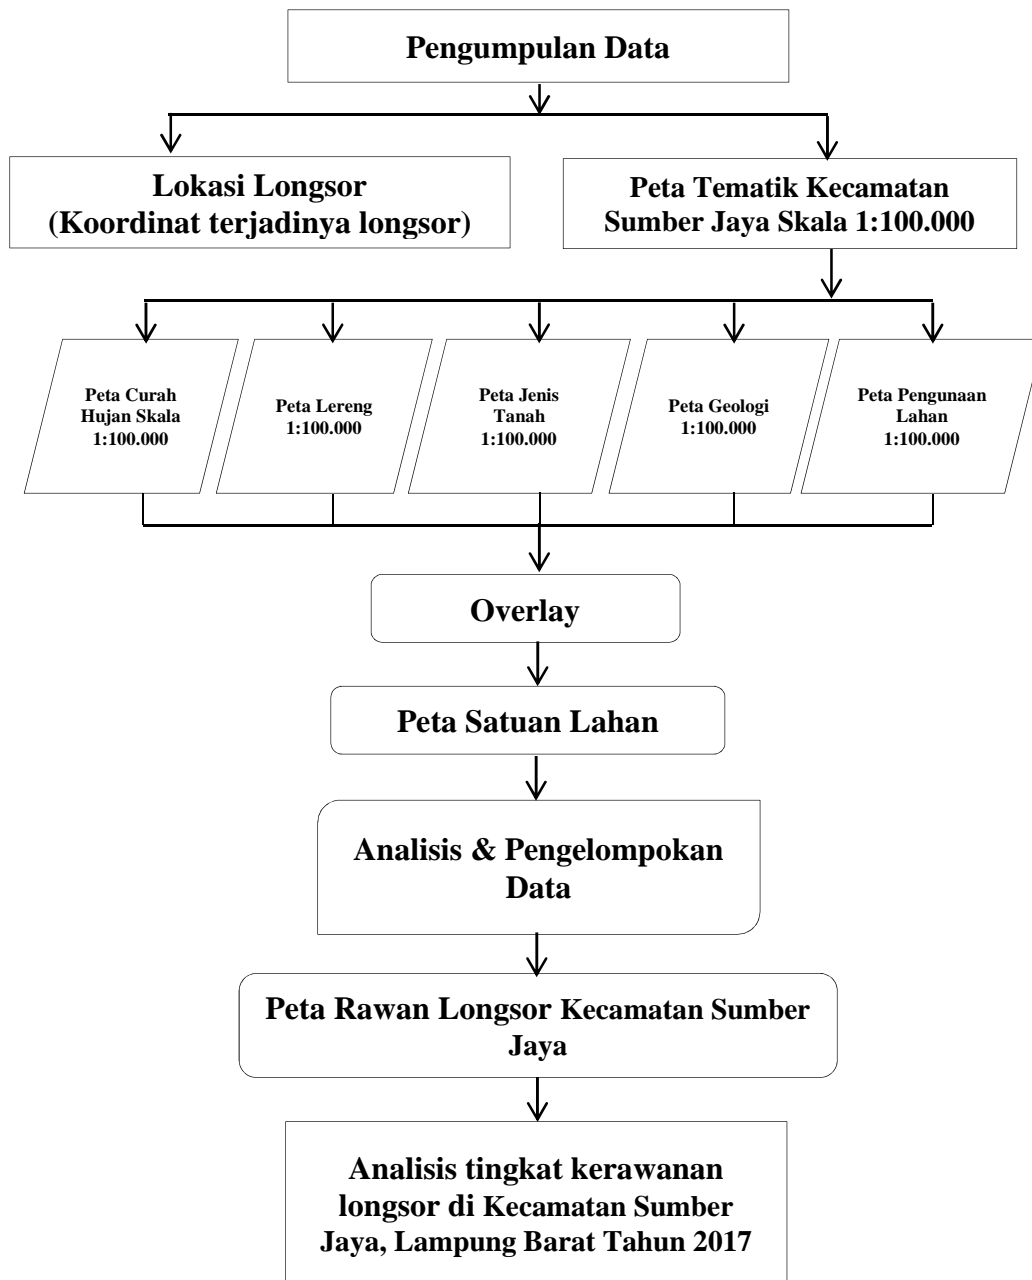 Pengumpulan Data
Lokasi Longsor
(Koordinat terjadinya longsor)
Peta Tematik Kecamatan
Sumber Jaya Skala 1:100.000
Peta Curah
Hujan Skala
1:100.000
Peta Lereng
1:100.000
Peta Jenis
Tanah
1:100.000
Peta Geologi
1:100.000
Peta Pengunaan
Lahan
1:100.000
Overlay
Peta Satuan Lahan
Analisis & Pengelompokan
Data
Peta Rawan Longsor Kecamatan Sumber
Jaya
Analisis tingkat kerawanan
longsor di Kecamatan Sumber
Jaya, Lampung Barat Tahun 2017